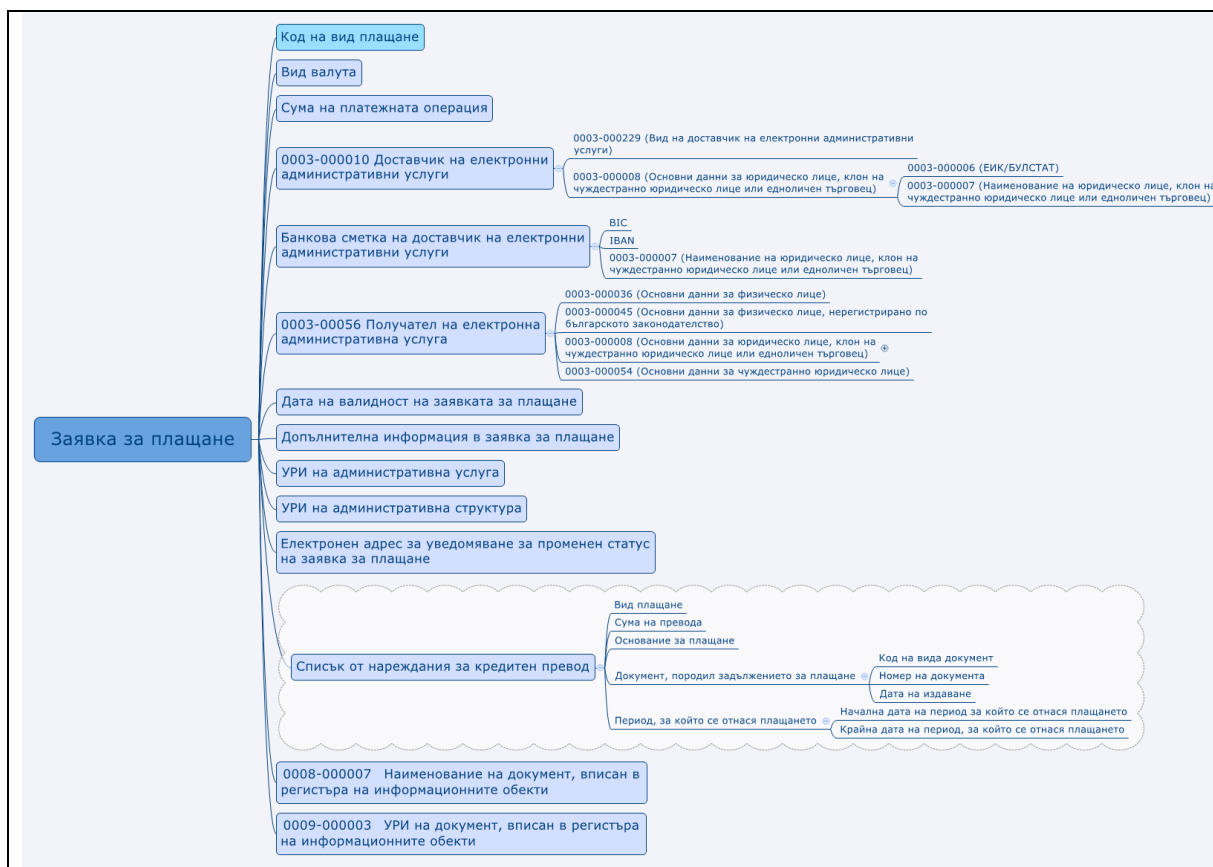 Заявка за плащане
Код на вид плащане
Вид валута
Сума на платежната операция
0003-000010 Доставчик на електронни
административни услуги
0003-000229 (Вид на доставчик на електронни административни
услуги)
0003-000008 (Основни данни за юридическо лице, клон на
чуждестранно юридическо лице или едноличен търговец)
0003-000006 (ЕИК/БУЛСТАТ)
0003-000007 (Наименование на юридическо лице, клон на
чуждестранно юридическо лице или едноличен търговец)
Банкова сметка на доставчик на електронни
административни услуги
BIC
IBAN
0003-000007 (Наименование на юридическо лице, клон на
чуждестранно юридическо лице или едноличен търговец)
0003-00056 Получател на електронна
административна услуга
0003-000036 (Основни данни за физическо лице)
0003-000045 (Основни данни за физическо лице, нерегистрирано по
българското законодателство)
0003-000008 (Основни данни за юридическо лице, клон на
чуждестранно юридическо лице или едноличен търговец)
0003-000054 (Основни данни за чуждестранно юридическо лице)
Дата на валидност на заявката за плащане
Допълнителна информация в заявка за плащане
УРИ на административна услуга
УРИ на административна структура
Електронен адрес за уведомяване за променен статус
на заявка за плащане
Списък от нареждания за кредитен превод
Вид плащане
Сума на превода
Основание за плащане
Документ, породил задължението за плащане
Код на вида документ
Номер на документа
Дата на издаване
Период, за който се отнася плащането
Начална дата на период за който се отнася плащането
Крайна дата на период, за който се отнася плащането
0008-000007 Наименование на документ, вписан в
регистъра на информационните обекти
0009-000003 УРИ на документ, вписан в регистъра
на информационните обекти